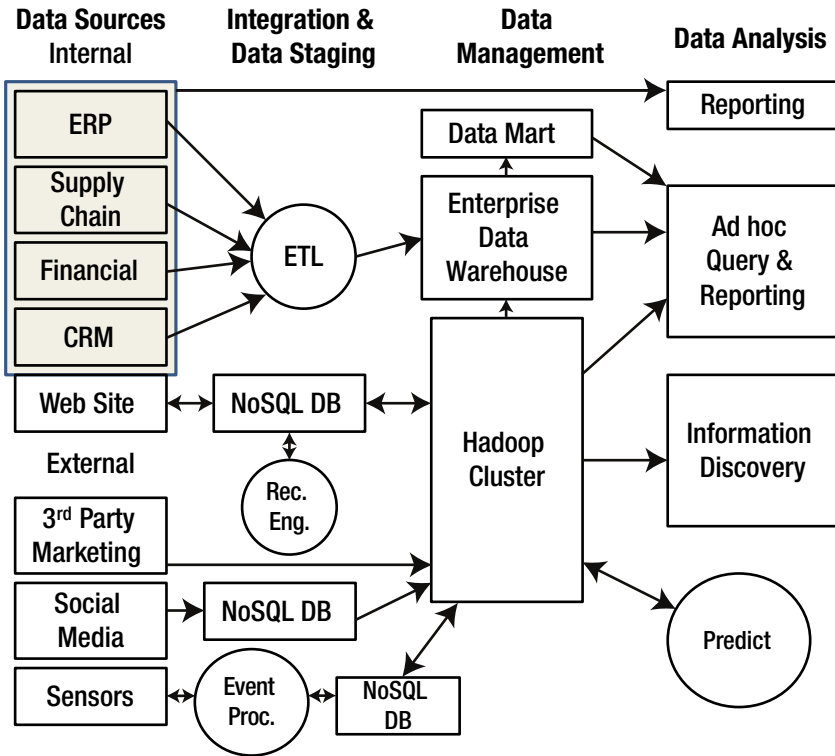 Data Sources
Internal
Integration &
Data Staging
Data
Management
Data Analysis
ERP
Supply
Chain
Financial
CRM
Web Site
External
3rd Party
Marketing
Social
Media
Sensors
ETL
NoSQL DB
Rec.
Eng.
NoSQL DB
Event
Proc.
NoSQL
DB
Data Mart
Enterprise
Data
Warehouse
Hadoop
Cluster
Reporting
Ad hoc
Query &
Reporting
Information
Discovery
Predict